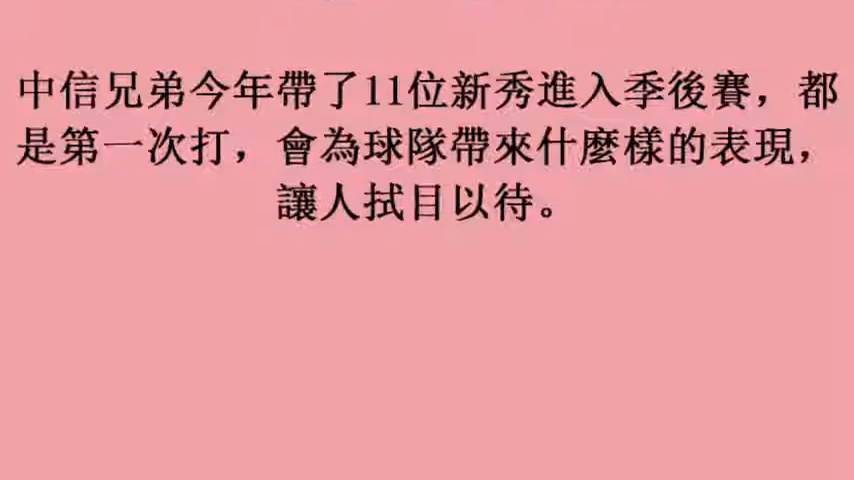 中信兄弟今年帶了11位新秀進入季後賽，都
是第一次打，會為球隊帶來什麼樣的表現，
讓人拭目以待。